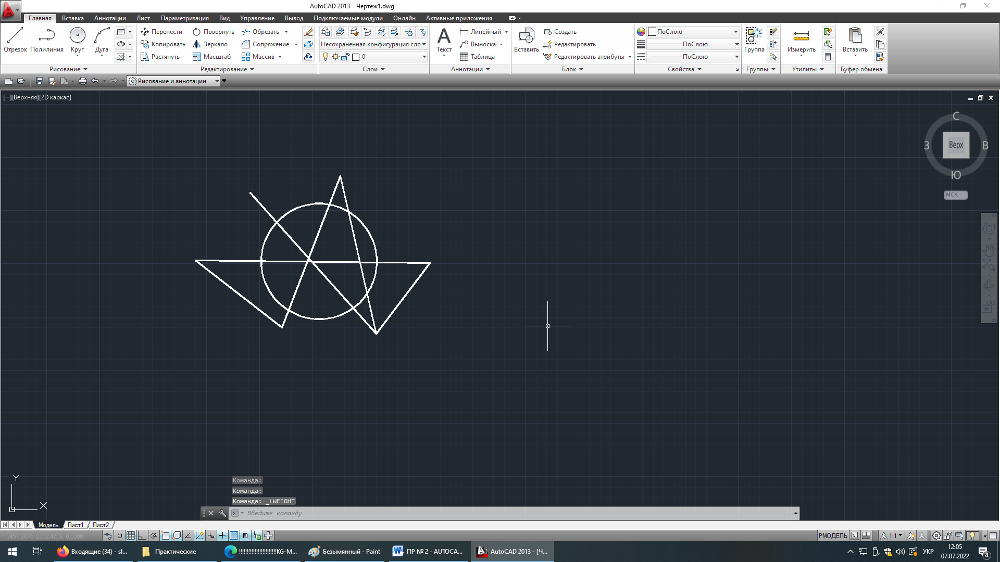 AutoCAD 2013 Чертеж1.dwg
Главная Вставка Аннотации Лист Параметризация Вид Управление Вывод Подключаемые модули Онлайн Активные приложения
Отрезок Полилиния Круг Дуга
Рисование
Перенести Повернуть Обрезать
Копировать Зеркало Сопряжение
Растянуть Масштаб Массив
Редактирование
Несохраненная конфигурация сло
0
Слои
A
Текст
Линейный
Выноска
Таблица
Аннотации
Вставить
Создать
Редактировать
Редактировать атрибуты
Блок
ПоСлою
ПоСлою
ПоСлою
Свойства
Группа
Группы
Измерить
Утилиты
Вставить
Буфер обмена
Рисование и аннотации
[−][Верхняя][2D каркас]
С
З Верх В
Ю
МСК
Y
X
Команда:
Команда:
Команда: _LWEIGHT
Введите команду
Модель Лист1 Лист2
3457.9474, 2302.4706, 0.0000
РМОДЕЛЬ 1:1
Входящие (34) - sl...
Практические
!!!!!!!!!!!!!!!!!!!!!!!!!KG-M...
Безымянный - Paint
ПР № 2 - AUTOCA...
AutoCAD 2013 - [Ч...
УКР
12:05
07.07.2022
4